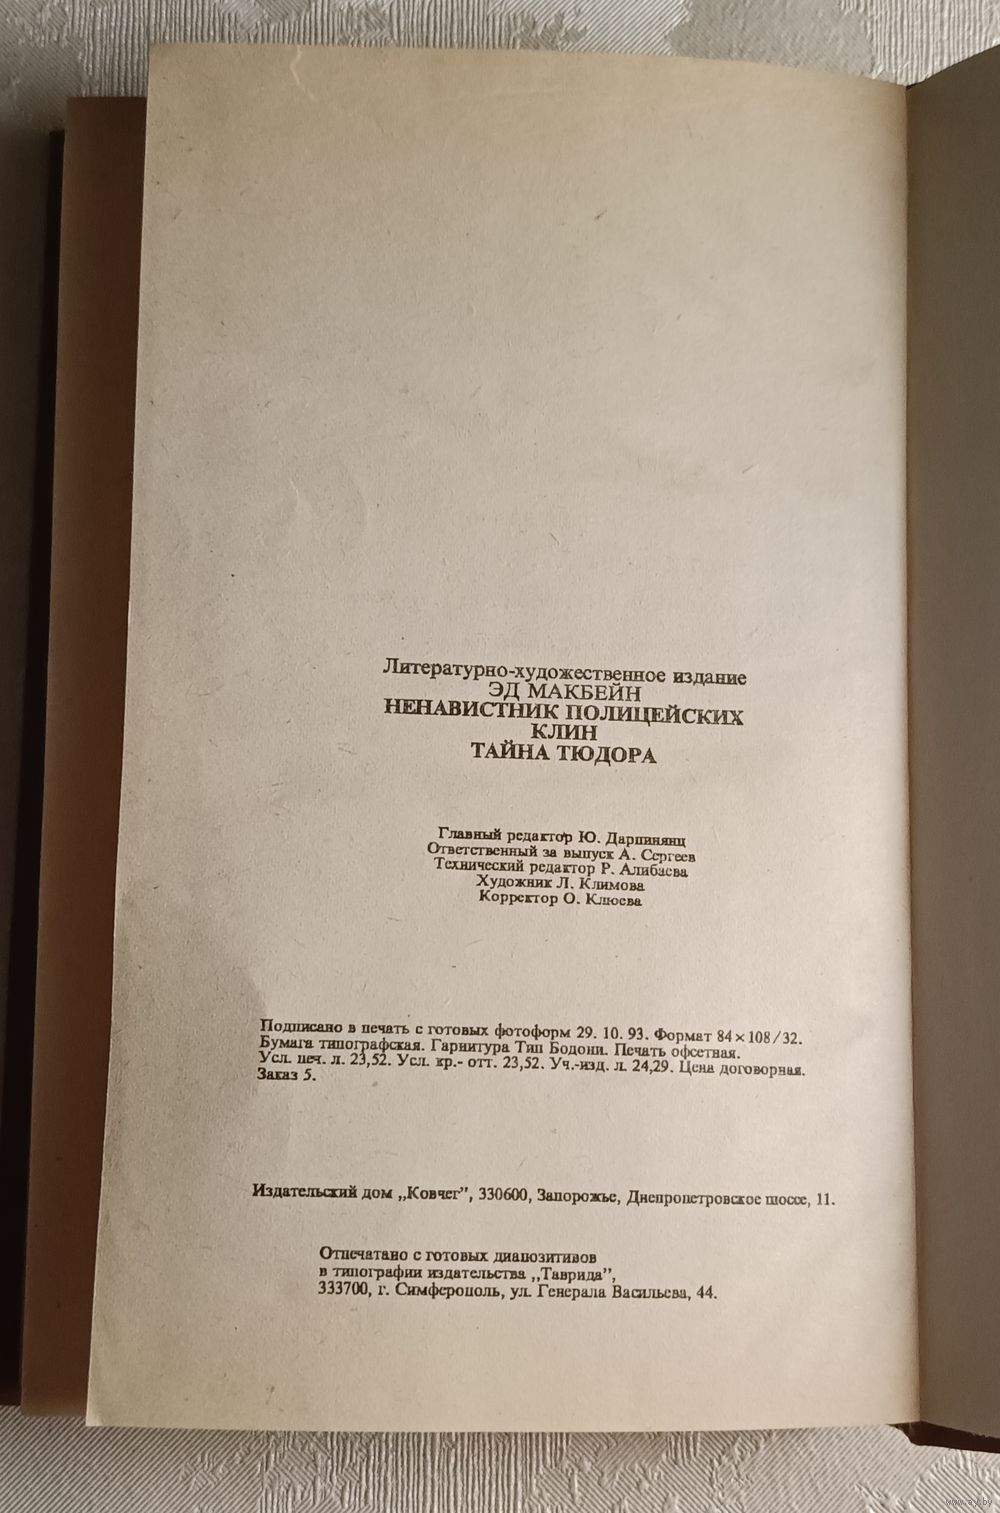 Литературно-художественное издание
ЭД МАКБЕЙН
НЕНАВИСТНИК ПОЛИЦЕЙСКИХ
КЛИН
ТАЙНА ТЮДОРА
Главный редактор Ю. Дарпинянц
Ответственный за выпуск А. Сергеев
Технический редактор Р. Алибаева
Художник Л. Климова
Корректор О. Клюева
Подписано в печать с готовых фотоформ 29. 10. 93. Формат 84×108/32.
Бумага типографская. Гарнитура Тип Бодони. Печать офсетная.
Усл. печ. л. 23,52. Усл. кр.- отт. 23,52. Уч.-изд. л. 24,29. Цена договорная.
Заказ 5.
Издательский дом „Ковчег”, 330600, Запорожье, Днепропетровское шоссе, 11.
Отпечатано с готовых диапозитивов
в типографии издательства „Таврида”,
333700, г. Симферополь, ул. Генерала Васильева, 44.
www.ay.by